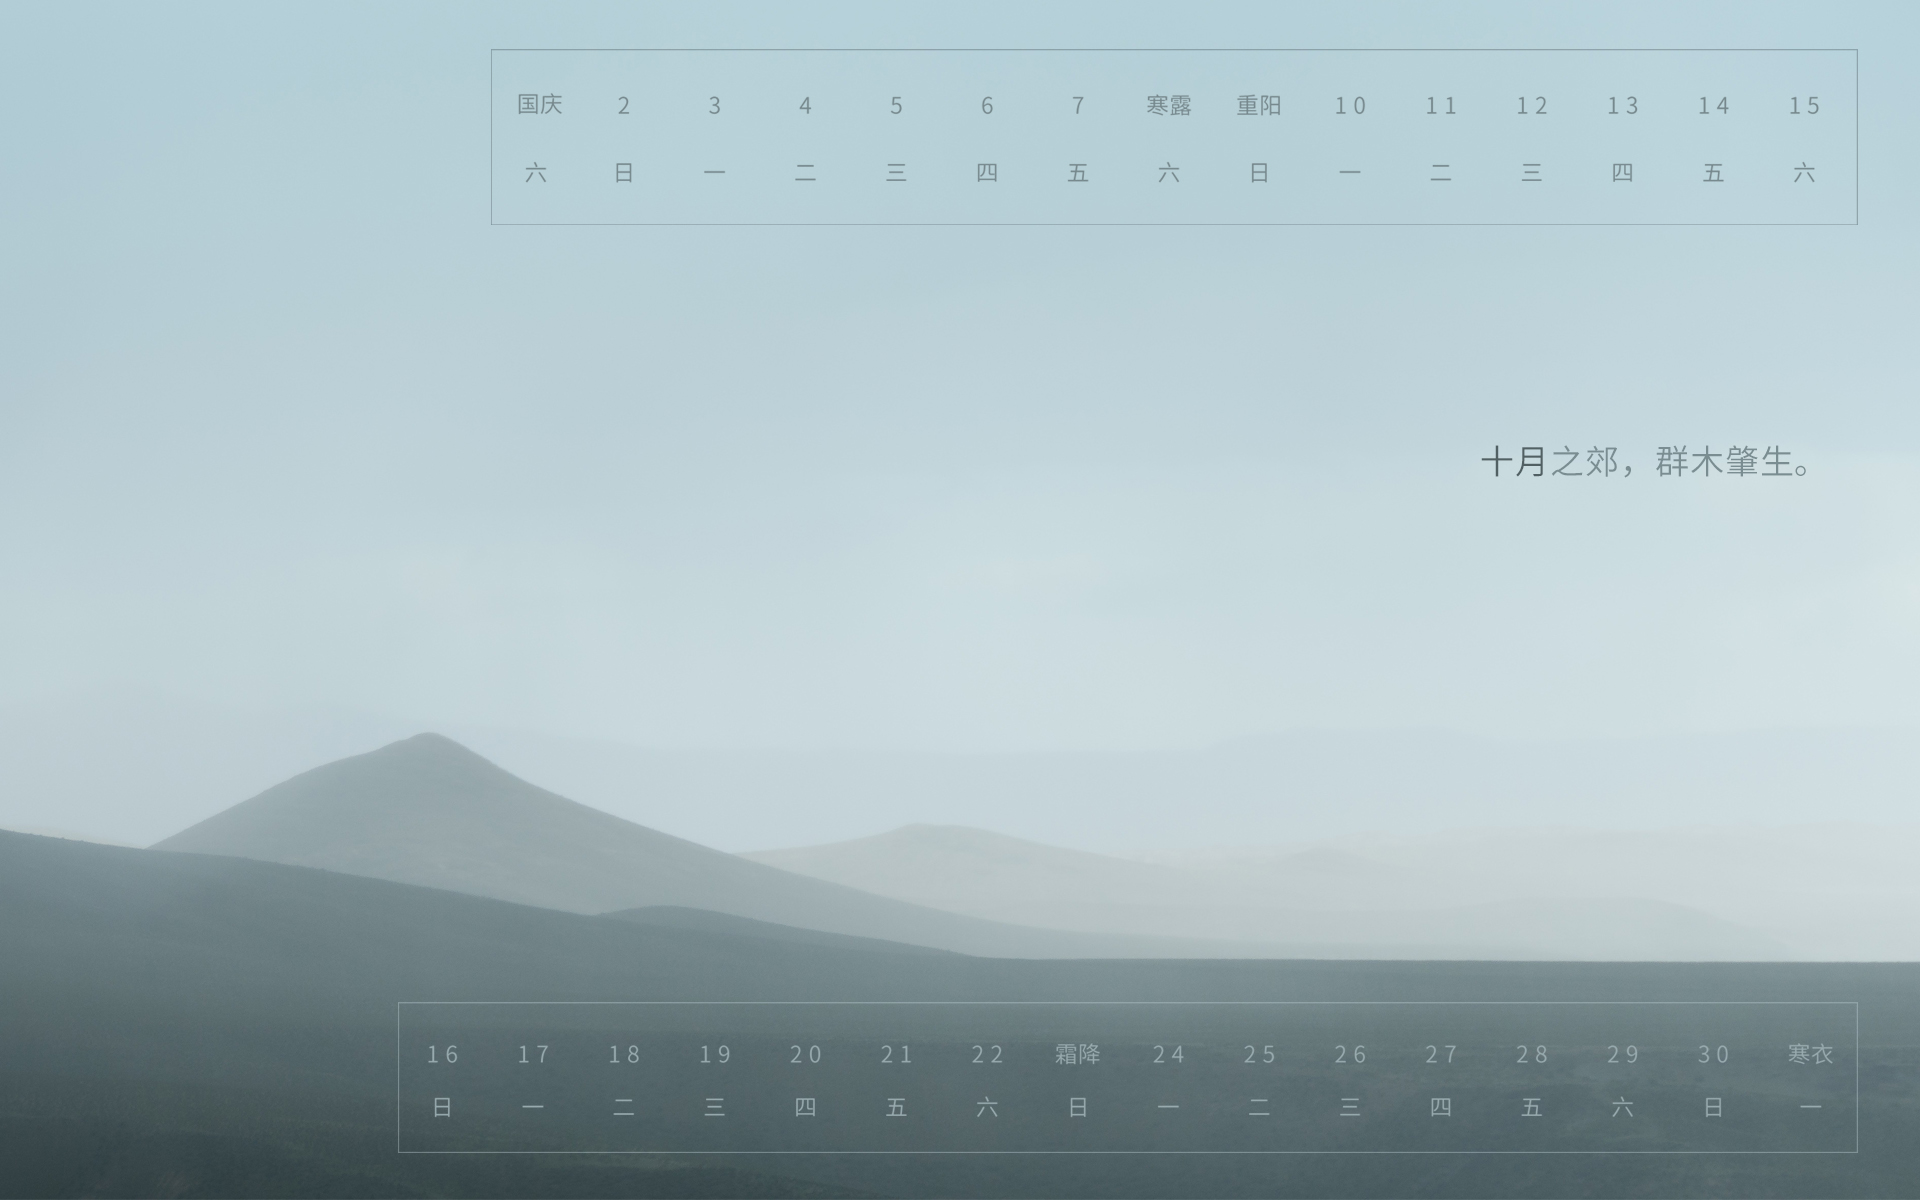 国庆 2 3 4 5 6 7 寒露 重阳 10 11 12 13 14 15
六 日 一 二 三 四 五 六 日 一 二 三 四 五 六
十月之郊，群木肇生。
16 17 18 19 20 21 22 霜降 24 25 26 27 28 29 30 寒衣
日 一 二 三 四 五 六 日 一 二 三 四 五 六 日 一